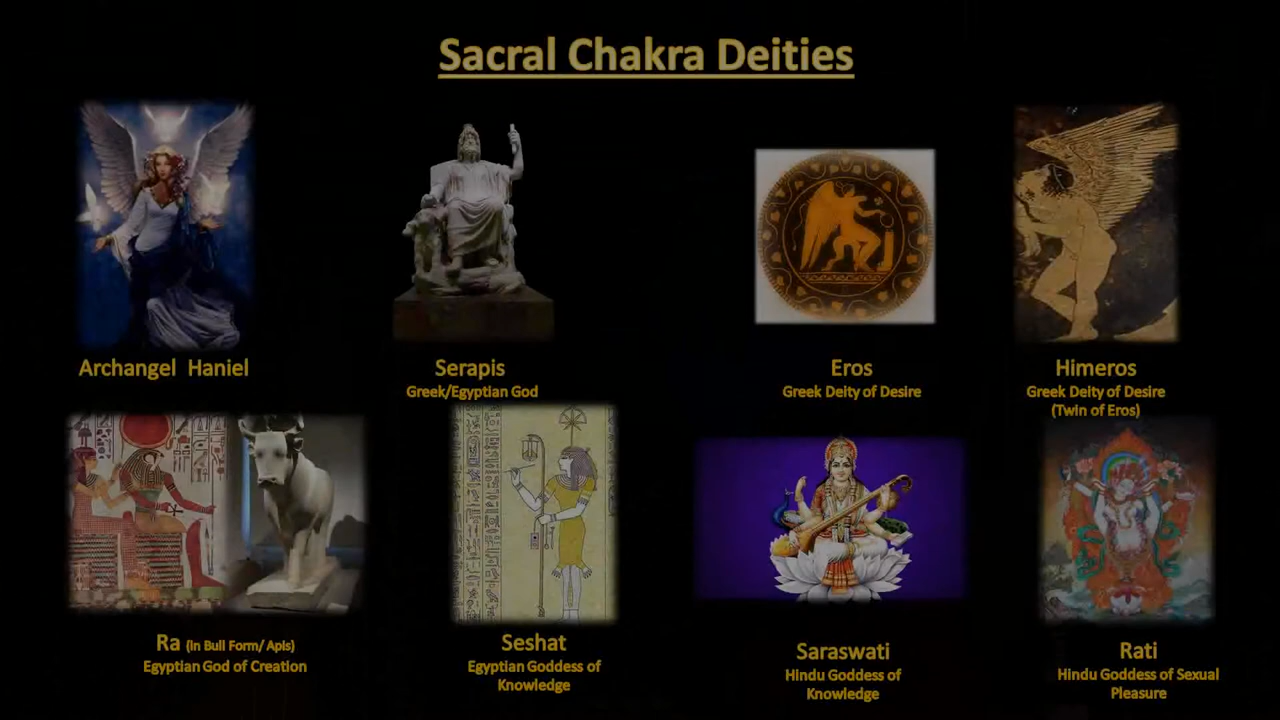 Sacral Chakra Deities
Archangel Haniel
Serapis
Greek/Egyptian God
Eros
Greek Deity of Desire
Himeros
Greek Deity of Desire
(Twin of Eros)
Ra (In Bull Form/ Apis)
Egyptian God of Creation
Seshat
Egyptian Goddess of
Knowledge
Saraswati
Hindu Goddess of
Knowledge
Rati
Hindu Goddess of Sexual
Pleasure